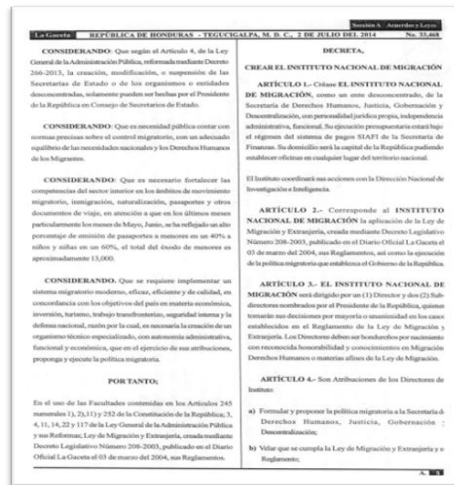 Sección A Acuerdos y Leyes
La Gaceta REPÚBLICA DE HONDURAS - TEGUCIGALPA, M. D. C., 2 DE JULIO DEL 2014 No. 33,468
CONSIDERANDO: Que según el Artículo 4, de la Ley
General de la Administración Pública, reformada mediante Decreto
266-2013, la creación, modificación, o suspensión de las
Secretarías de Estado o de los organismos o entidades
desconcentradas, solamente pueden ser hechas por el Presidente
de la República en Consejo de Secretarios de Estado.
CONSIDERANDO: Que es necesidad pública contar con
normas precisas sobre el control migratorio, con un adecuado
equilibrio de las necesidades nacionales y los Derechos Humanos
de los Migrantes.
CONSIDERANDO: Que es necesario fortalecer las
competencias del sector interior en los ámbitos de movimiento
migratorio, inmigración, naturalización, pasaportes y otros
documentos de viaje, en atención a que en los últimos meses
particularmente los meses de Mayo, Junio, se ha reflejado un alto
porcentaje de emisión de pasaportes a menores en un 40% a
niños y niñas en un 60%, el total del éxodo de menores es
aproximadamente 13,000.
CONSIDERANDO. Que se requiere implementar un
sistema migratorio moderno, eficaz, eficiente y de calidad, en
concordancia con los objetivos del país en materia económica,
inversión, turismo, trabajo transfronterizo, seguridad interna y la
defensa nacional, razón por la cual, es necesaria la creación de un
organismo técnico especializado, con autonomía administrativa,
funcional y económica, que en el ejercicio de sus atribuciones,
proponga y ejecute la política migratoria.
POR TANTO;
En el uso de las Facultades contenidas en los Artículos 245
numerales 1), 2),11) y 252 de la Constitución de la República; 3,
4, 11, 14, 22 y 117 de la Ley General de la Administración Pública
y sus Reformas; Ley de Migración y Extranjería, creada mediante
Decreto Legislativo Número 208-2003, publicado en el Diario
Oficial La Gaceta el 03 de marzo del 2004, sus Reglamentos.
DECRETA,
CREAR EL INSTITUTO NACIONAL DE MIGRACIÓN
ARTÍCULO 1.- Créase EL INSTITUTO NACIONAL
DE MIGRACIÓN, como un ente desconcentrado, de la
Secretaría de Derechos Humanos, Justicia, Gobernación y
Descentralización, con personalidad jurídica propia, independencia
administrativa, funcional. Su ejecución presupuestaria estará bajo
el régimen del sistema de pagos SIAFI de la Secretaría de
Finanzas. Su domicilio será la capital de la República pudiendo
establecer oficinas en cualquier lugar del territorio nacional.
El Instituto coordinará sus acciones con la Dirección Nacional de
Investigación e Inteligencia.
ARTÍCULO 2.- Corresponde al INSTITUTO
NACIONAL DE MIGRACIÓN la aplicación de la Ley de
Migración y Extranjería, creada mediante Decreto Legislativo
Número 208-2003, publicado en el Diario Oficial La Gaceta el
03 de marzo del 2004, sus Reglamentos, así como la ejecución
de la política migratoria que establezca el Gobierno de la República.
ARTÍCULO 3.- EL INSTITUTO NACIONAL DE
MIGRACIÓN será dirigido por un (1) Director y dos (2) Sub-
directores nombrados por el Presidente de la República, quienes
tomarán sus decisiones por mayoría o unanimidad en los casos
establecidos en el Reglamento de la Ley de Migración y
Extranjería. Los Directores deben ser hondureños por nacimiento
con reconocida honorabilidad y conocimientos en Migración
Derechos Humanos o materias afines de la Ley de Migración.
ARTÍCULO 4.- Son Atribuciones de los Directores de
Instituto:
a) Formular y proponer la política migratoria a la Secretaría d
Derechos Humanos, Justicia, Gobernación
Descentralización;
b) Velar que se cumpla la Ley de Migración y Extranjería y s
Reglamento;
A.